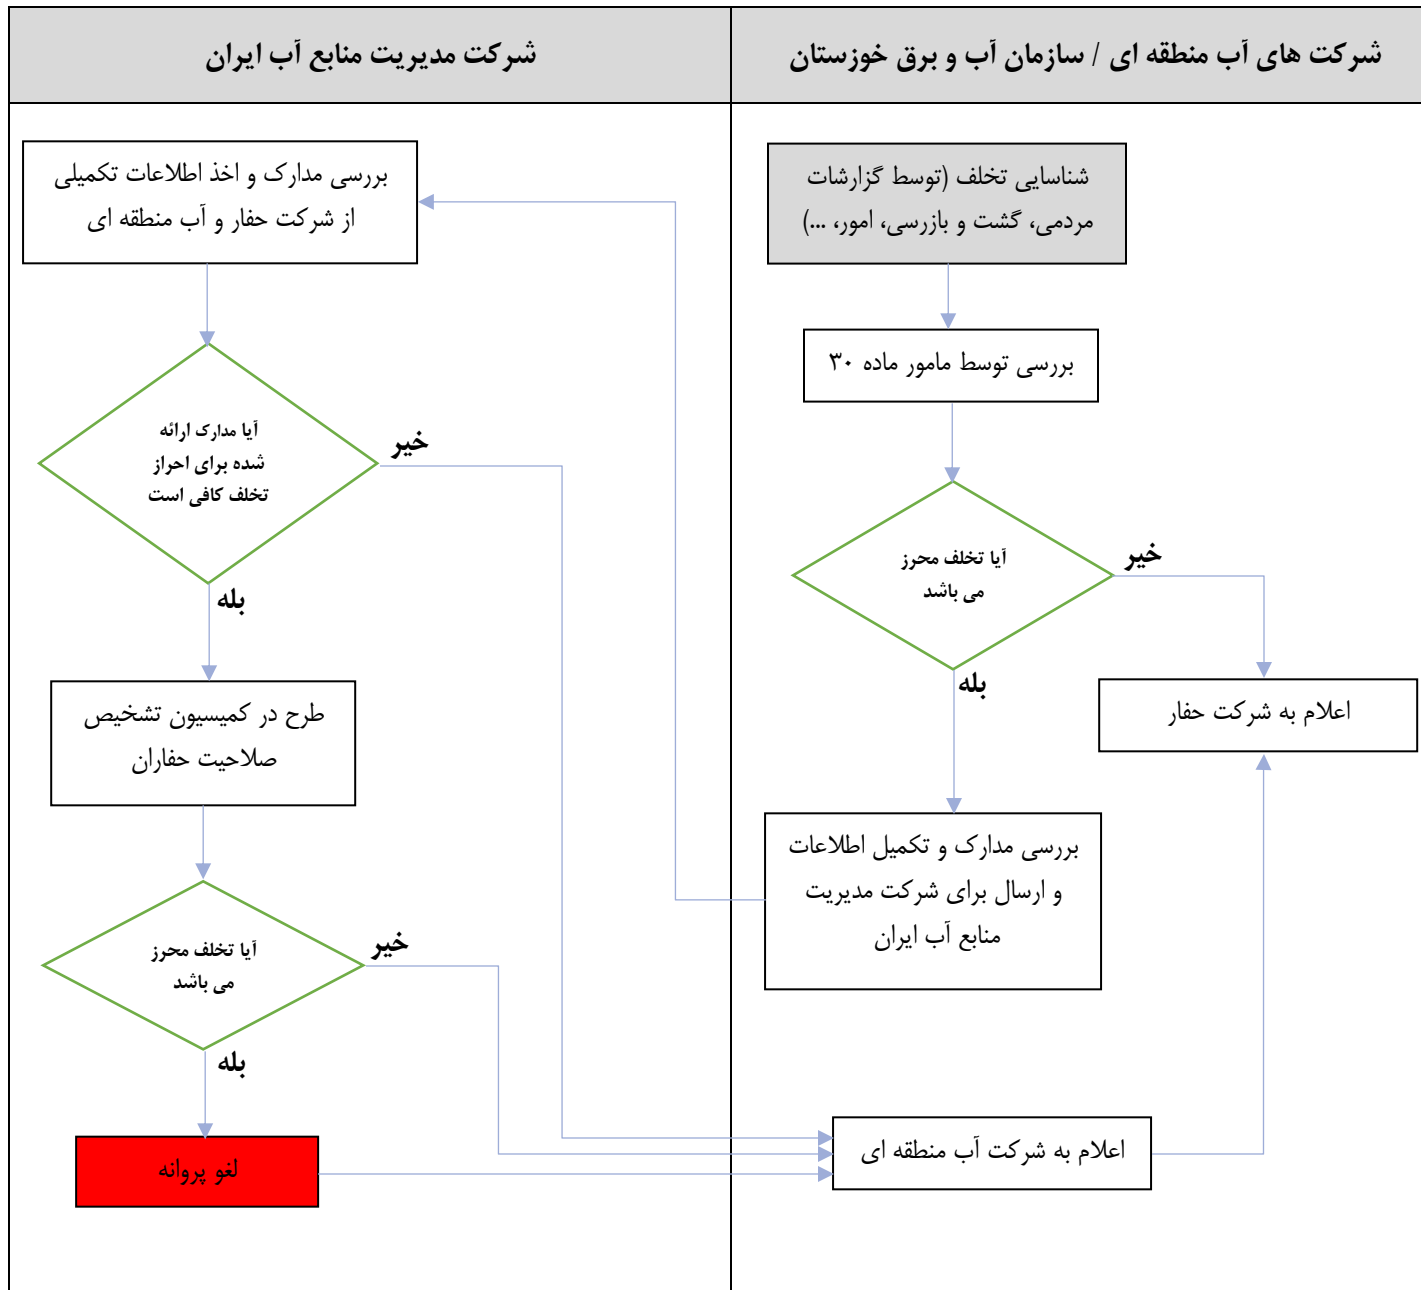 شرکت های آب منطقه ای / سازمان آب و برق خوزستان
شرکت مدیریت منابع آب ایران
شناسایی تخلف (توسط گزارشات
مردمی، گشت و بازرسی، امور، ...)
بررسی توسط مامور ماده ۳۰
آیا تخلف محرز
می باشد
خیر
بله
اعلام به شرکت حفار
بررسی مدارک و تکمیل اطلاعات
و ارسال برای شرکت مدیریت
منابع آب ایران
اعلام به شرکت آب منطقه ای
بررسی مدارک و اخذ اطلاعات تکمیلی
از شرکت حفار و آب منطقه ای
آیا مدارک ارائه
شده برای احراز
تخلف کافی است
خیر
بله
طرح در کمیسیون تشخیص
صلاحیت حفاران
آیا تخلف محرز
می باشد
خیر
بله
لغو پروانه